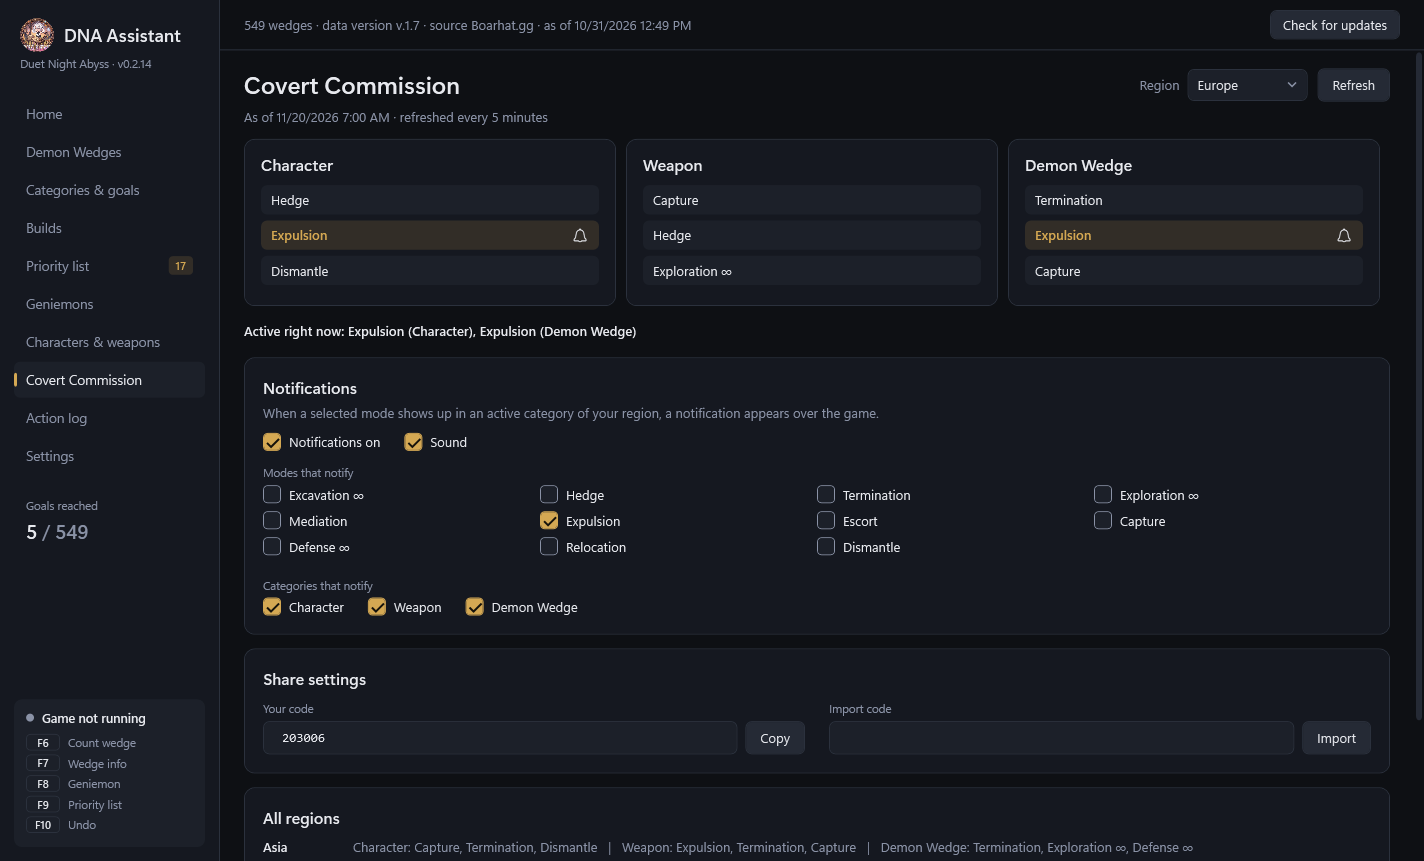 DNA Assistant
Duet Night Abyss · v0.2.14
Home
Demon Wedges
Categories & goals
Builds
Priority list 17
Geniemons
Characters & weapons
Covert Commission
Action log
Settings
Goals reached
5 / 549
Game not running
F6 Count wedge
F7 Wedge info
F8 Geniemon
F9 Priority list
F10 Undo
549 wedges · data version v.1.7 · source Boarhat.gg · as of 10/31/2026 12:49 PM
Check for updates
Covert Commission
Region Europe Refresh
As of 11/20/2026 7:00 AM · refreshed every 5 minutes
Character
Hedge
Expulsion
Dismantle
Weapon
Capture
Hedge
Exploration ∞
Demon Wedge
Termination
Expulsion
Capture
Active right now: Expulsion (Character), Expulsion (Demon Wedge)
Notifications
When a selected mode shows up in an active category of your region, a notification appears over the game.
Notifications on Sound
Modes that notify
Excavation ∞ Hedge Termination Exploration ∞
Mediation Expulsion Escort Capture
Defense ∞ Relocation Dismantle
Categories that notify
Character Weapon Demon Wedge
Share settings
Your code
203006 Copy
Import code
Import
All regions
Asia Character: Capture, Termination, Dismantle | Weapon: Expulsion, Termination, Capture | Demon Wedge: Termination, Exploration ∞, Defense ∞